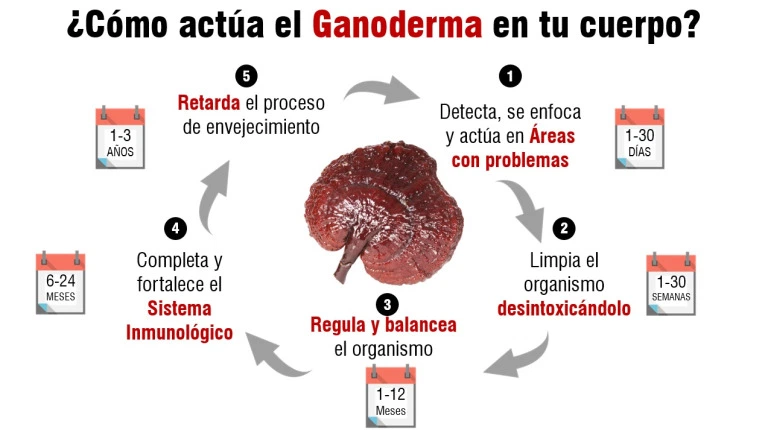 ¿Cómo actúa el Ganoderma en tu cuerpo?
1
Detecta, se enfoca
y actúa en Áreas
con problemas
1-30
DÍAS
2
Limpia el
organismo
desintoxicándolo
1-30
SEMANAS
3
Regula y balancea
el organismo
1-12
Meses
4
Completa y
fortalece el
Sistema
Inmunológico
6-24
MESES
5
Retarda el proceso
de envejecimiento
1-3
AÑOS